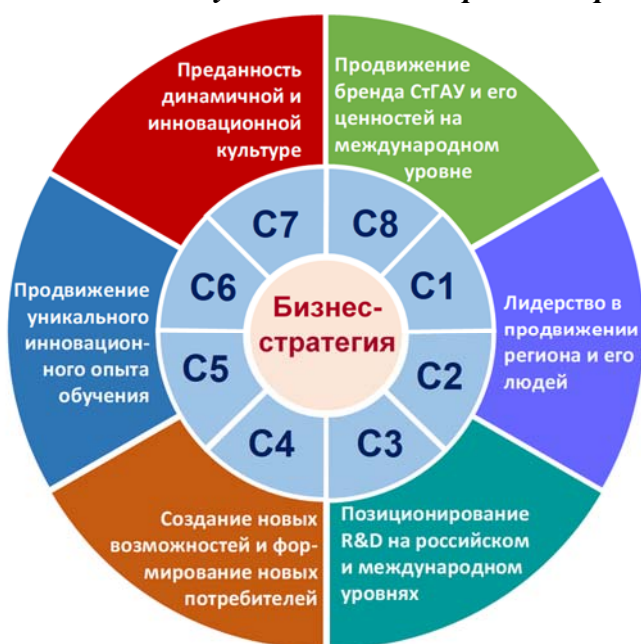 Преданность
динамичной и
инновационной
культуре
Продвижение
бренда СтГАУ и его
ценностей на
международном
уровне
Лидерство в
продвижении
региона и его
людей
Позиционирование
R&D на российском
и международном
уровнях
Создание новых
возможностей и фор-
мирование новых
потребителей
Продвижение
уникального
инновацион-
ного опыта
обучения
С7
С8
С6
С1
С5
С2
С4
С3
Бизнес-
стратегия